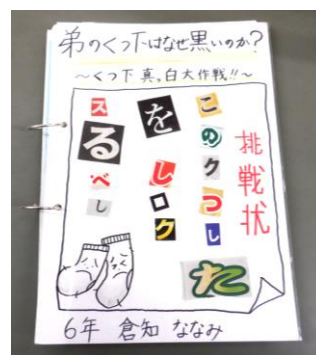 弟のくつ下はなぜ黒いのか?
～くつ下 真っ白大作戦!!～
挑戦状
このクつし
た
をしロク
スるべし
6年 倉知 ななみ